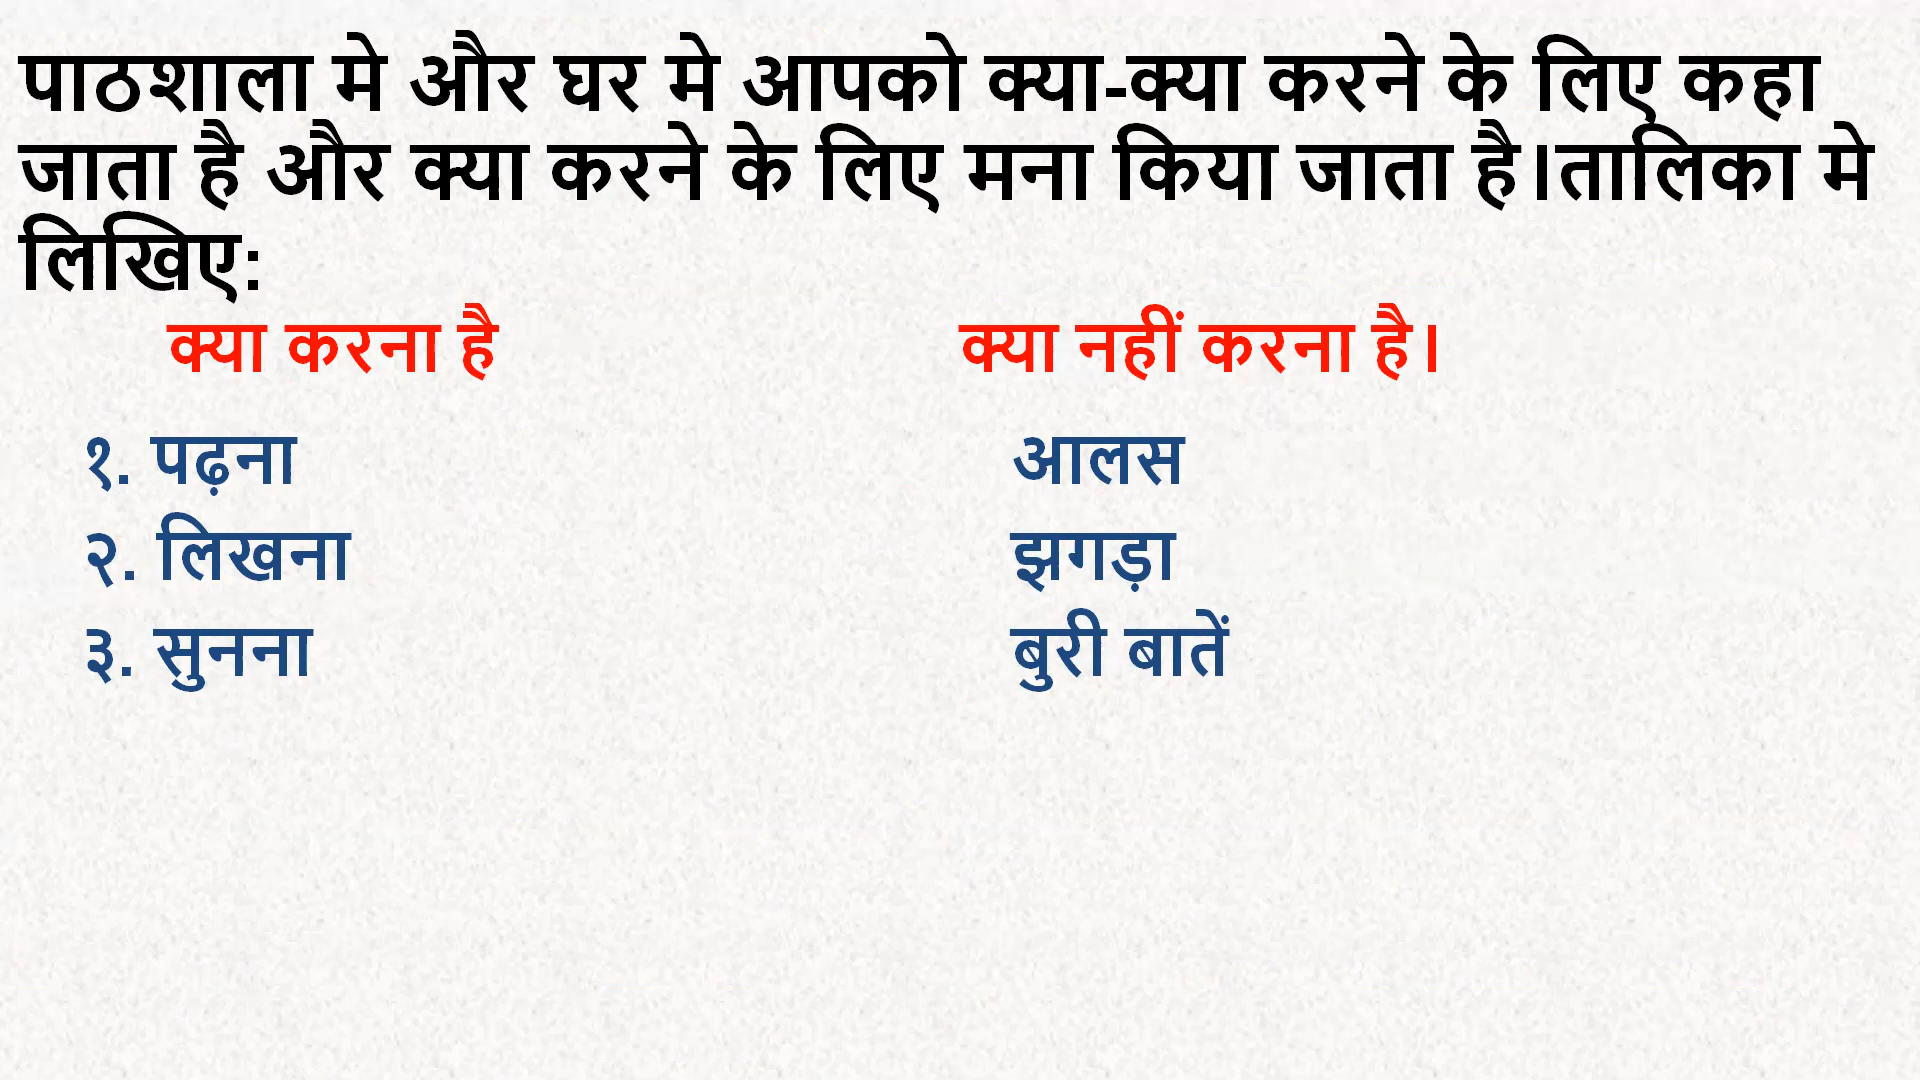 पाठशाला मे और घर मे आपको क्या-क्या करने के लिए कहा
जाता है और क्या करने के लिए मना किया जाता है।तालिका मे
लिखिए:
क्या करना है क्या नहीं करना है।
१. पढ़ना आलस
२. लिखना झगड़ा
३. सुनना बुरी बातें